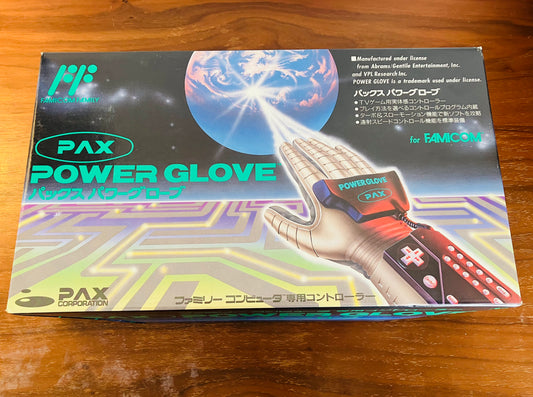 ■Manufactured under license
from Abrams/Gentile Entertainment, Inc.
and VPL Research Inc.
POWER GLOVE is a trademark used under license.
パックス パワーグローブ
●TVゲーム用実体感コントローラー
●プレイ方法を選べるコントロールプログラム内蔵
●ターボ&スローモーション機能で新ソフトを攻略
●連射スピードコントロール機能を標準装備
for FAMICOM
FF
FAMICOM FAMILY
PAX
POWER GLOVE
パックス パワーグローブ
POWER GLOVE
PAX
PAX
CORPORATION
ファミリー コンピュータ 専用コントローラー
POWER GLOVE